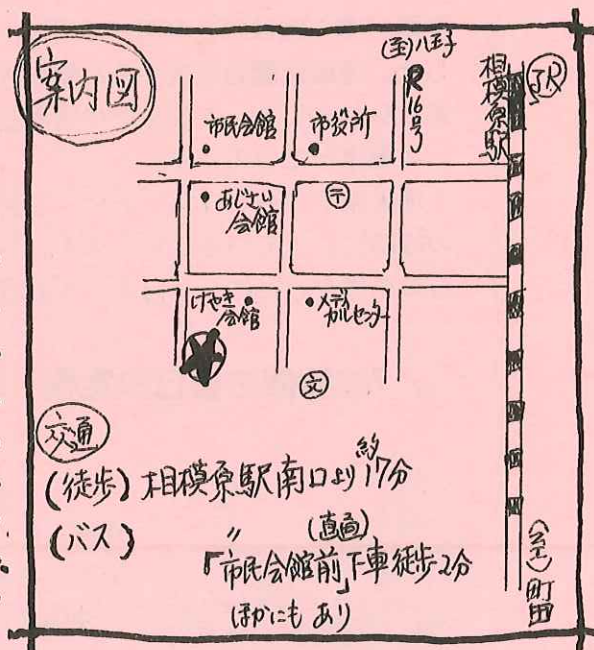 案内図
(至)八王子
R16号
相模原駅
JR
市民会館
市役所
あじさい会館
〒
けやき会館
メディカルセンター
文
交通
(徒歩) 相模原駅南口より約17分
(バス) 〃 (直通)
「市民会館前」下車徒歩2分
ほかにもあり
(至)町田